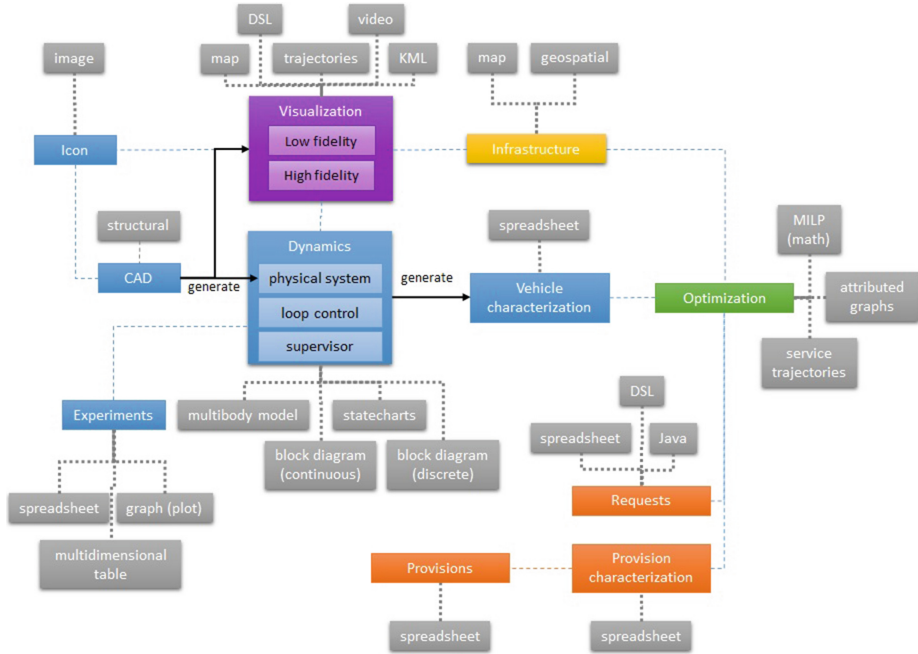 DSL
video
image
map
trajectories
KML
map
geospatial
Visualization
Low fidelity
High fidelity
Icon
Infrastructure
structural
spreadsheet
MILP
(math)
CAD
generate
Dynamics
physical system
loop control
supervisor
generate
Vehicle
characterization
Optimization
attributed
graphs
service
trajectories
Experiments
multibody model
statecharts
block diagram
(continuous)
block diagram
(discrete)
DSL
spreadsheet
Java
spreadsheet
graph (plot)
multidimensional
table
Requests
Provisions
Provision
characterization
spreadsheet
spreadsheet